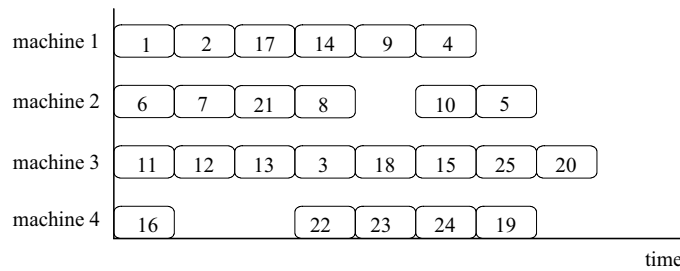 machine 1 1 2 17 14 9 4
machine 2 6 7 21 8 10 5
machine 3 11 12 13 3 18 15 25 20
machine 4 16 22 23 24 19
time